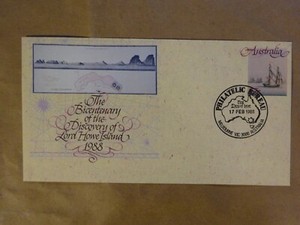 Australia
PHILATELIC BUREAU
17 FEB 1988
The
Bicentenary
of the
Discovery of
Lord Howe Island
1988